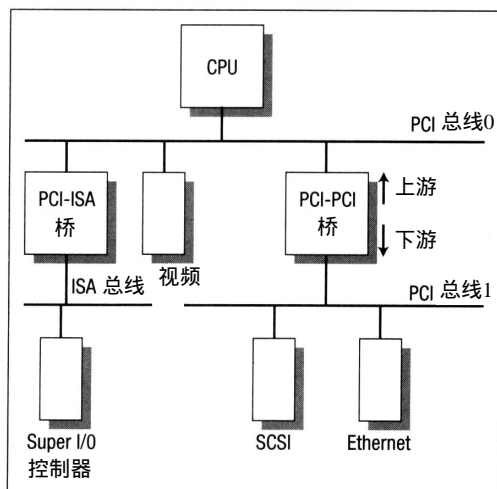 CPU
PCI 总线0
PCI-ISA
桥
PCI-PCI
桥
上游
下游
视频
ISA 总线
PCI 总线1
Super I/0
控制器
SCSI
Ethernet